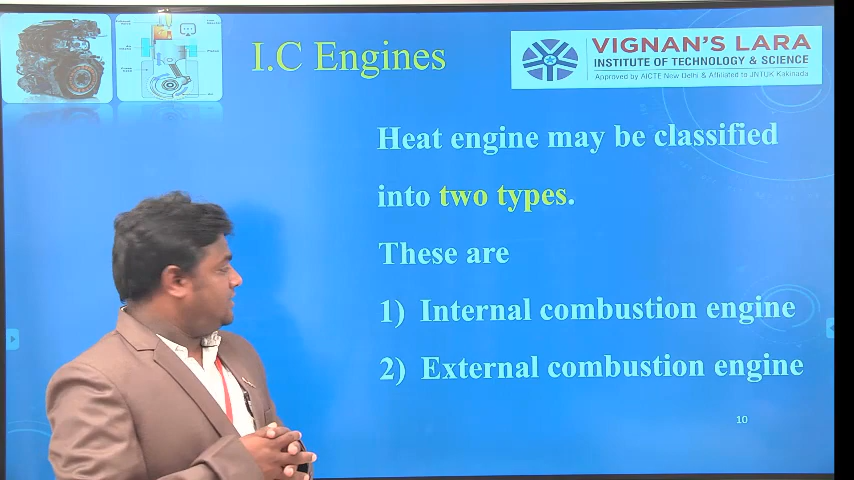 I.C Engines
VIGNAN'S LARA
INSTITUTE OF TECHNOLOGY & SCIENCE
Approved by AICTE New Delhi & Affiliated to JNTUK Kakinada
Heat engine may be classified
into two types.
These are
1) Internal combustion engine
2) External combustion engine
10